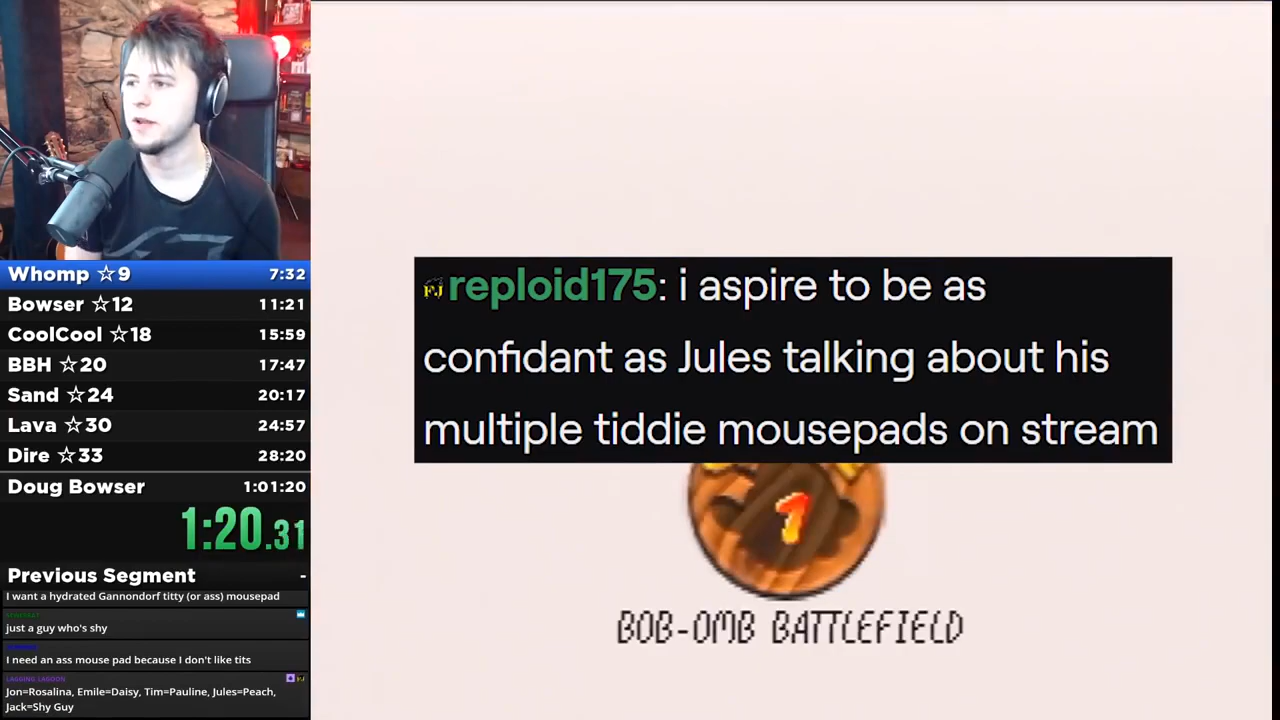 Whomp ☆9 7:32
Bowser ☆12 11:21
CoolCool ☆18 15:59
BBH ☆20 17:47
Sand ☆24 20:17
Lava ☆30 24:57
Dire ☆33 28:20
Doug Bowser 1:01:20
1:20.31
Previous Segment -
I want a hydrated Gannondorf titty (or ass) mousepad
just a guy who's shy
I need an ass mouse pad because I don't like tits
LAGGING LAGOON
Jon=Rosalina, Emile=Daisy, Tim=Pauline, Jules=Peach,
Jack=Shy Guy
FJ reploid175: i aspire to be as
confidant as Jules talking about his
multiple tiddie mousepads on stream
1
BOB-OMB BATTLEFIELD